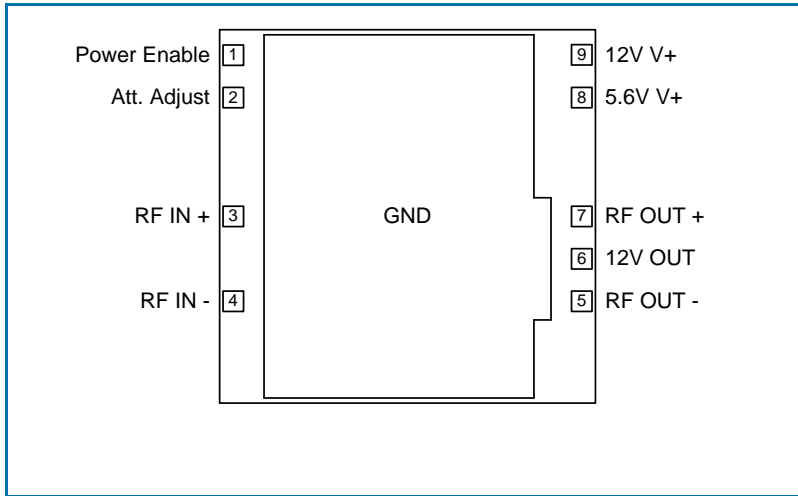 Power Enable 1 9 12V V+
Att. Adjust 2 8 5.6V V+
RF IN + 3 GND 7 RF OUT +
6 12V OUT
RF IN - 4 5 RF OUT -